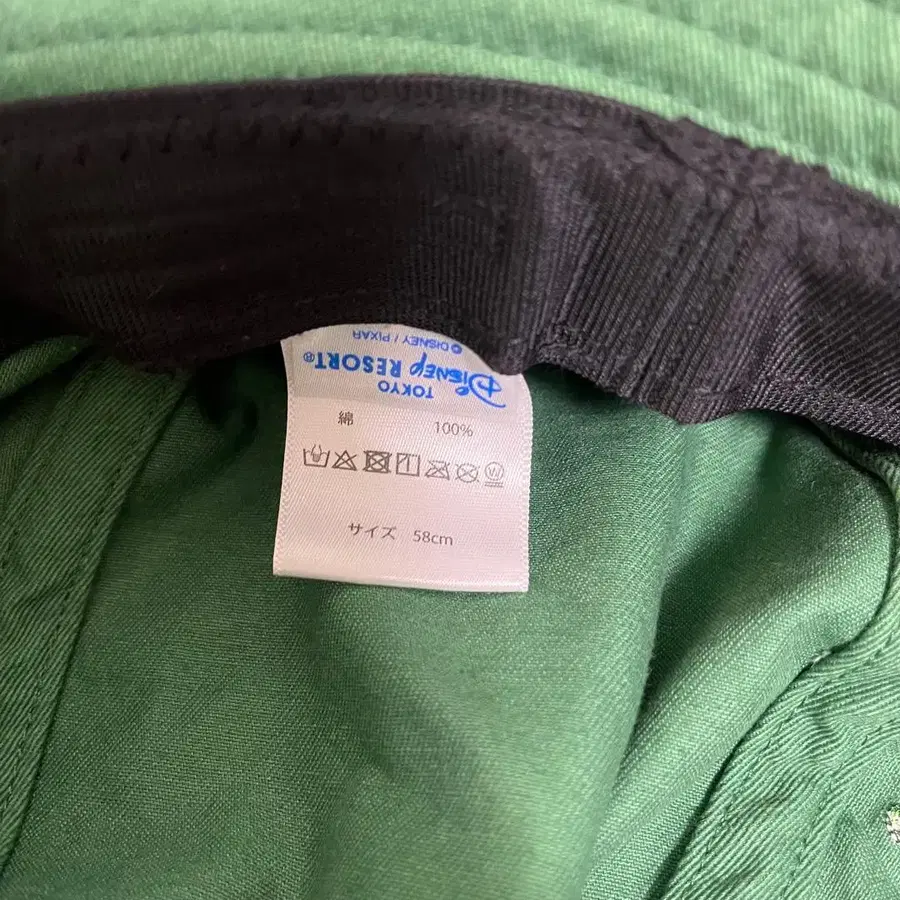 © DISNEY / PIXAR
TOKYO
DISNEY RESORT®
綿 100%
W
サイズ 58cm